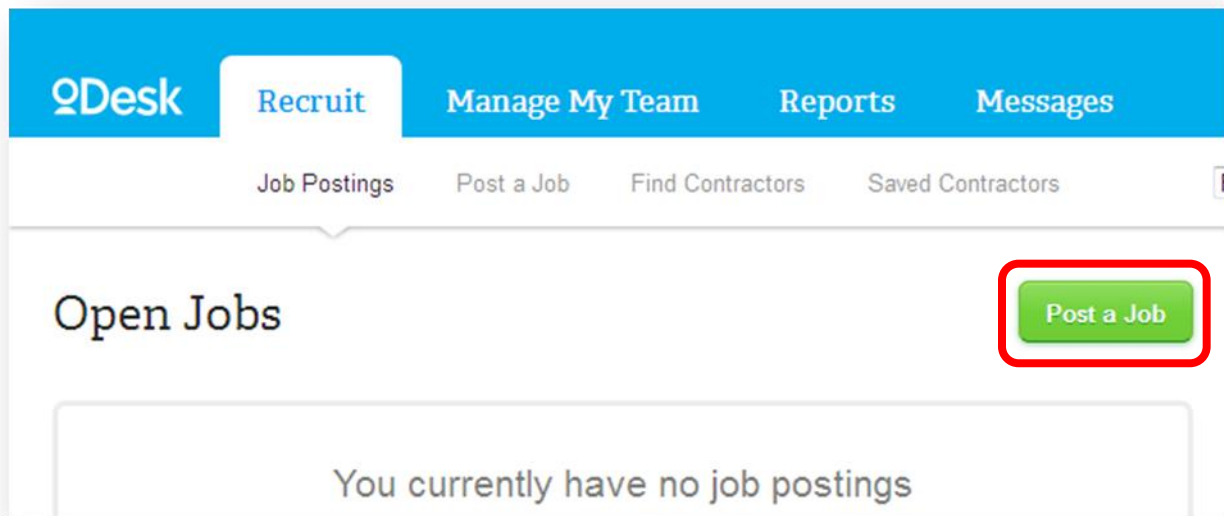 oDesk Recruit Manage My Team Reports Messages
Job Postings Post a Job Find Contractors Saved Contractors
Open Jobs Post a Job
You currently have no job postings